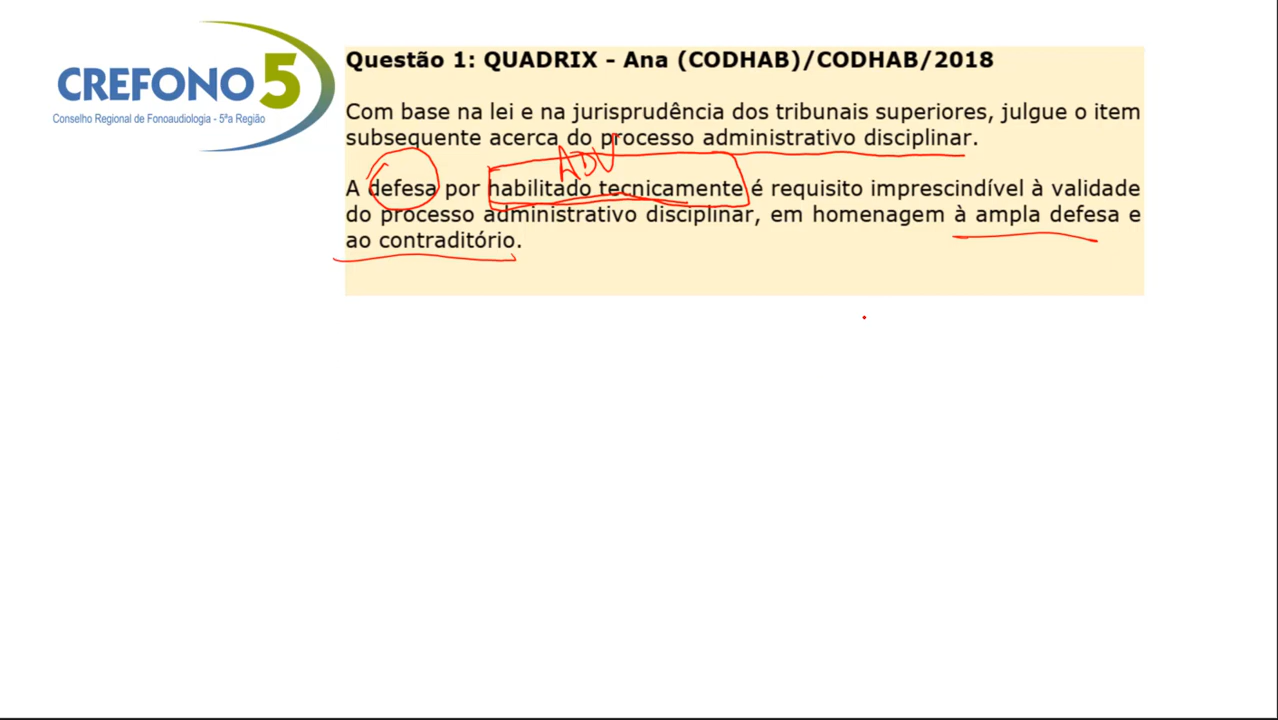 CREFONO 5
Conselho Regional de Fonoaudiologia - 5ª Região
Questão 1: QUADRIX - Ana (CODHAB)/CODHAB/2018
Com base na lei e na jurisprudência dos tribunais superiores, julgue o item
subsequente acerca do processo administrativo disciplinar.
ADV
A defesa por habilitado tecnicamente é requisito imprescindível à validade
do processo administrativo disciplinar, em homenagem à ampla defesa e
ao contraditório.